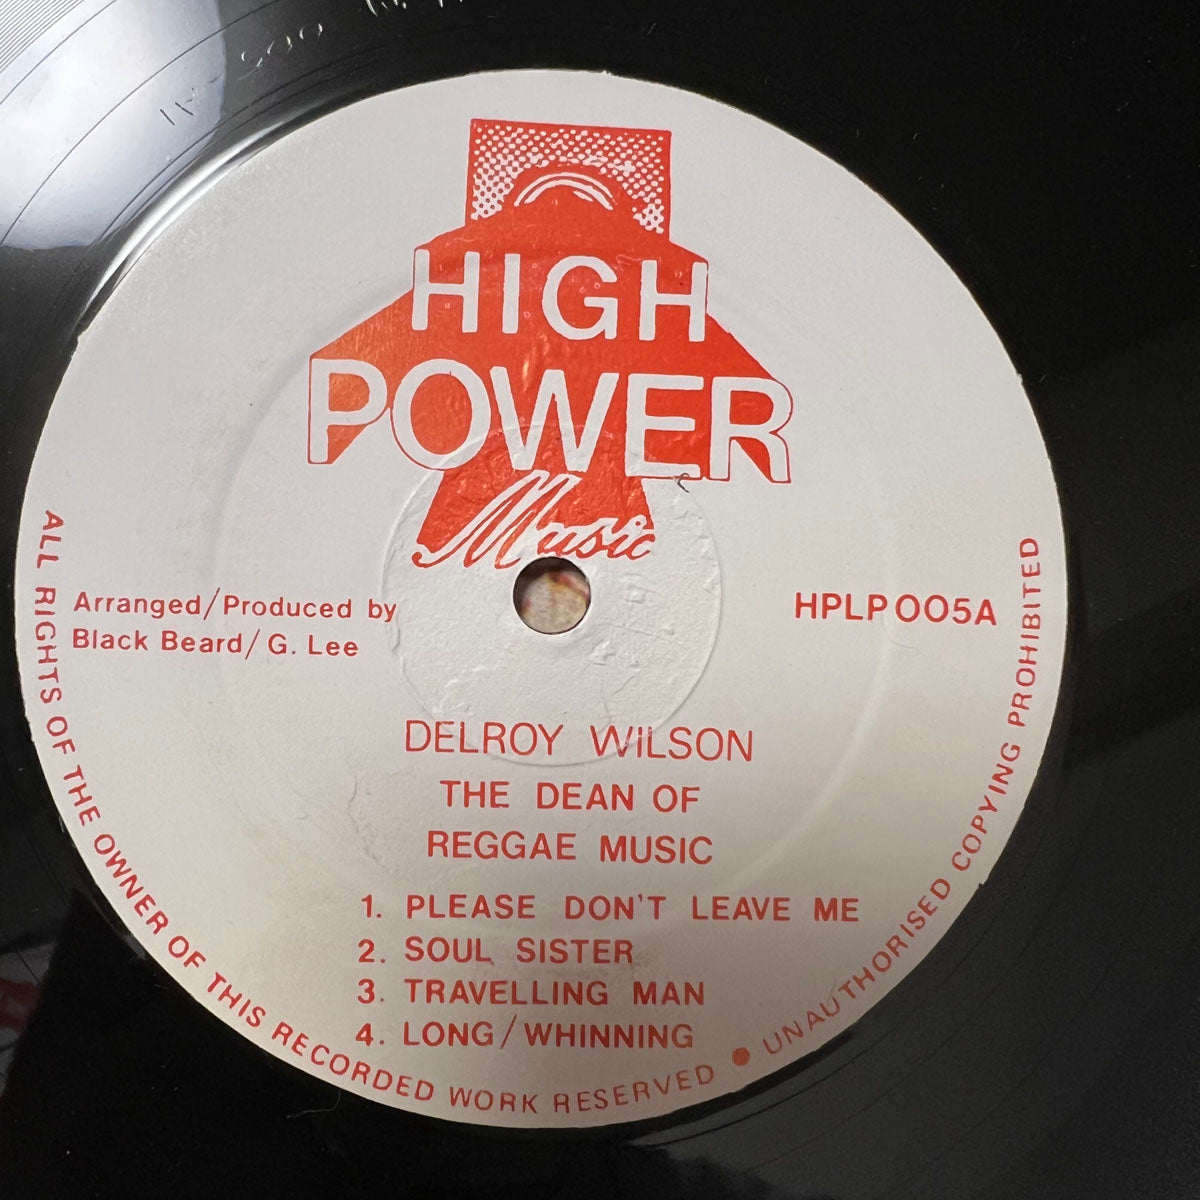 HIGH
POWER
Music
Arranged/Produced by
Black Beard/ G. Lee
HPLP005A
DELROY WILSON
THE DEAN OF
REGGAE MUSIC
1. PLEASE DON'T LEAVE ME
2. SOUL SISTER
3. TRAVELLING MAN
4. LONG/WHINNING
ALL RIGHTS OF THE OWNER OF THIS RECORDED WORK RESERVED ● UNAUTHORISED COPYING PROHIBITED